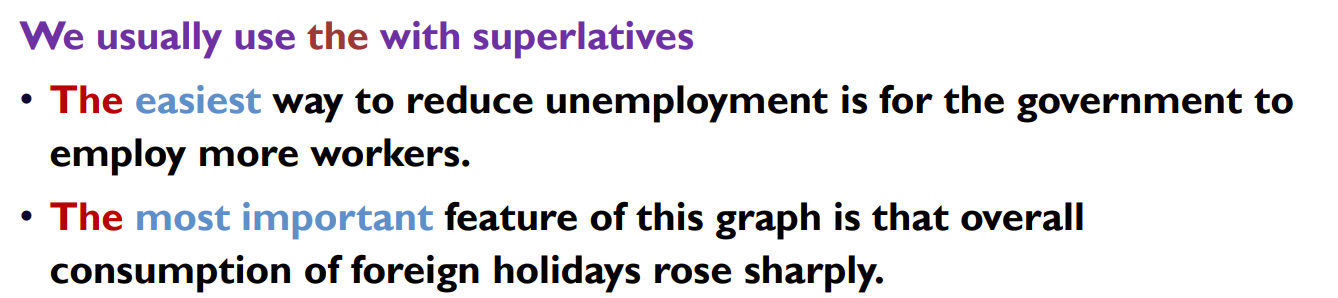 We usually use the with superlatives
• The easiest way to reduce unemployment is for the government to
employ more workers.
• The most important feature of this graph is that overall
consumption of foreign holidays rose sharply.